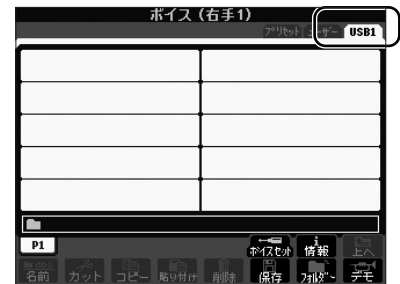 ボイス（右手1）
プリセット ユーザー USB1
P1
ボイスセット 情報 上へ
名前 カット コピー 貼り付け 削除 保存 フォルダー デモ